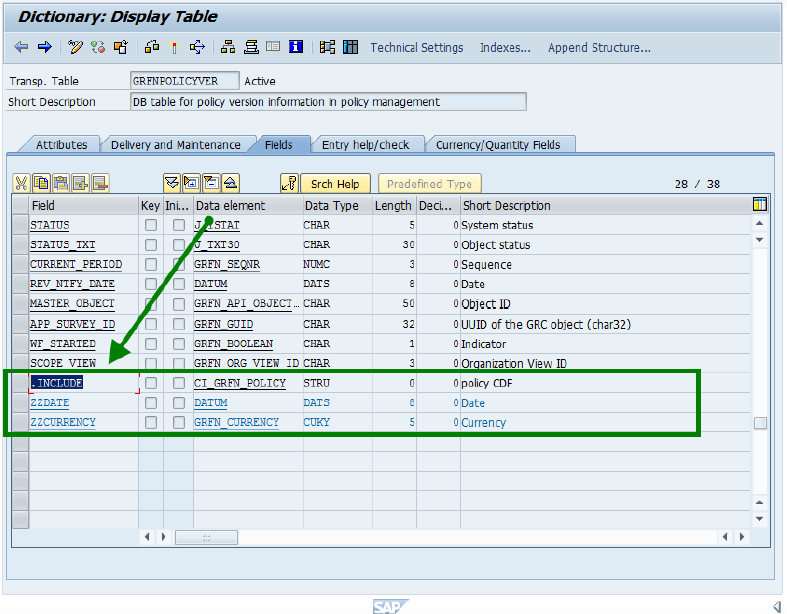 Dictionary: Display Table
Technical Settings Indexes... Append Structure...
Transp. Table GRFNPOLICYVER Active
Short Description DB table for policy version information in policy management
Attributes Delivery and Maintenance Fields Entry help/check Currency/Quantity Fields
Srch Help Predefined Type 28 / 38
Field Key Ini... Data element Data Type Length Deci... Short Description
STATUS CHAR 5 0 System status
STATUS_TXT J_TXT30 CHAR 30 0 Object status
CURRENT_PERIOD GRFN_SEQNR NUMC 3 0 Sequence
REV_NTFY_DATE DATUM DATS 8 0 Date
MASTER_OBJECT GRFN_API_OBJECT... CHAR 50 0 Object ID
APP_SURVEY_ID GRFN_GUID CHAR 32 0 UUID of the GRC object (char32)
WF_STARTED GRFN_BOOLEAN CHAR 1 0 Indicator
SCOPE_VIEW GRFN_ORG_VIEW_ID CHAR 3 0 Organization View ID
.INCLUDE CI_GRFN_POLICY STRU 0 0 policy CDF
ZZDATE DATUM DATS 8 0 Date
ZZCURRENCY GRFN_CURRENCY CUKY 5 0 Currency
SAP